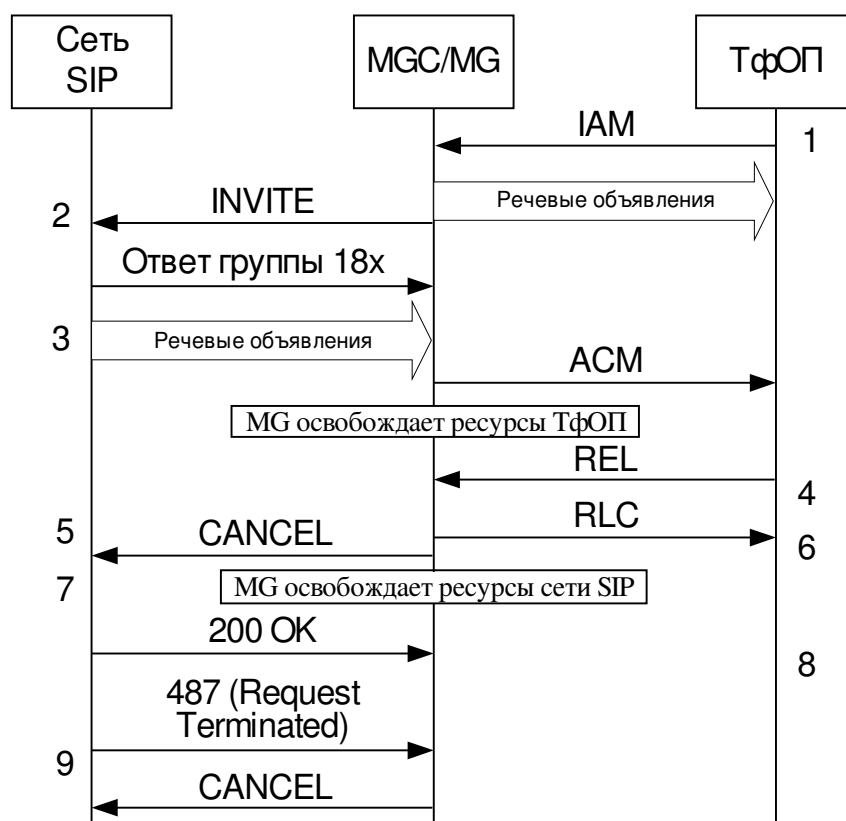 Сеть
SIP
MGC/MG
ТфОП
IAM
1
Речевые объявления
2
INVITE
Ответ группы 18x
3
Речевые объявления
ACM
MG освобождает ресурсы ТфОП
REL
4
RLC
5
CANCEL
6
7
MG освобождает ресурсы сети SIP
200 OK
8
487 (Request
Terminated)
9
CANCEL